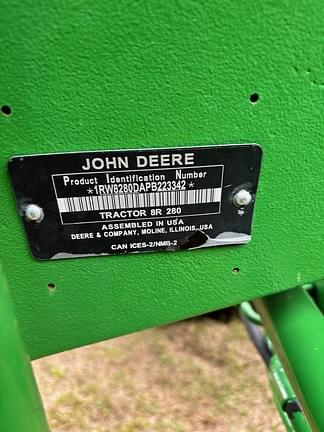 JOHN DEERE
Product Identification Number
*1RW8280DAPB223342*
TRACTOR 8R 280
ASSEMBLED IN USA
DEERE & COMPANY, MOLINE, ILLINOIS, USA
CAN ICES-2/NMB-2